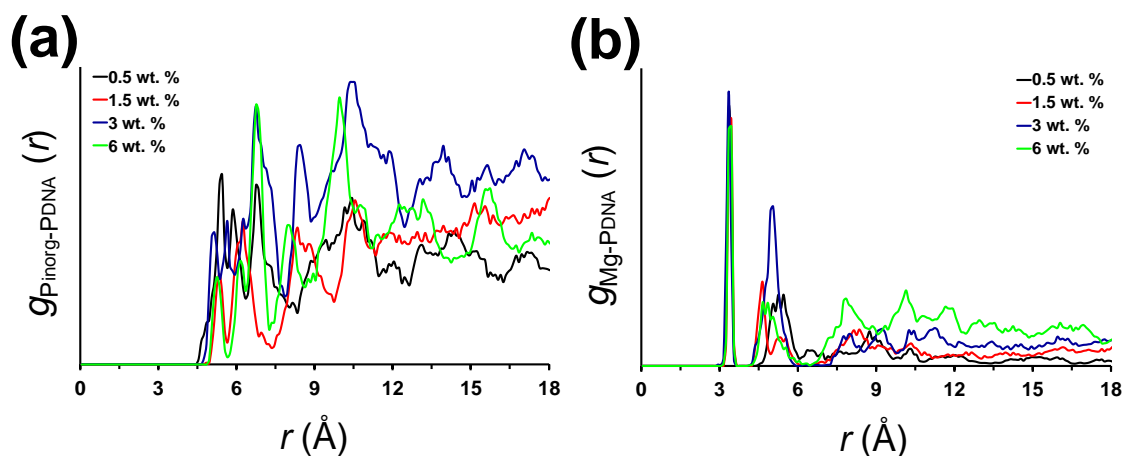 (a)
0.5 wt. %
1.5 wt. %
3 wt. %
6 wt. %
gPinorg-PDNA (r)
0 3 6 9 12 15 18
r (Å)
(b)
0.5 wt. %
1.5 wt. %
3 wt. %
6 wt. %
gMg-PDNA (r)
0 3 6 9 12 15 18
r (Å)